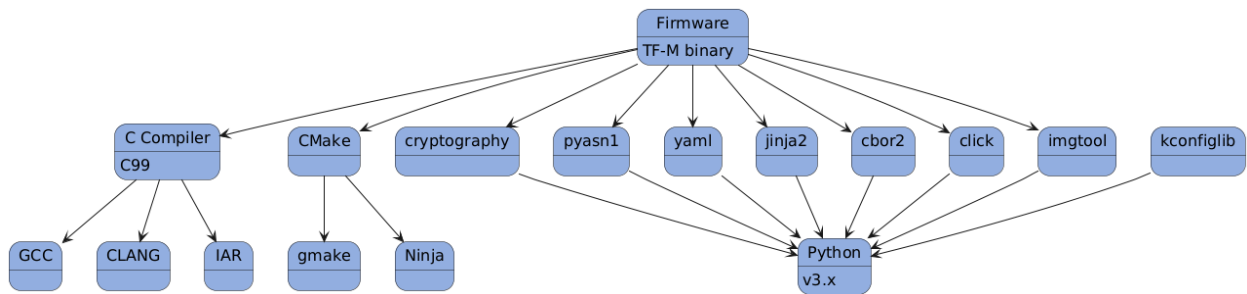 Firmware
TF-M binary
C Compiler
C99
CMake
cryptography
pyasn1
yaml
jinja2
cbor2
click
imgtool
kconfiglib
GCC
CLANG
IAR
gmake
Ninja
Python
v3.x